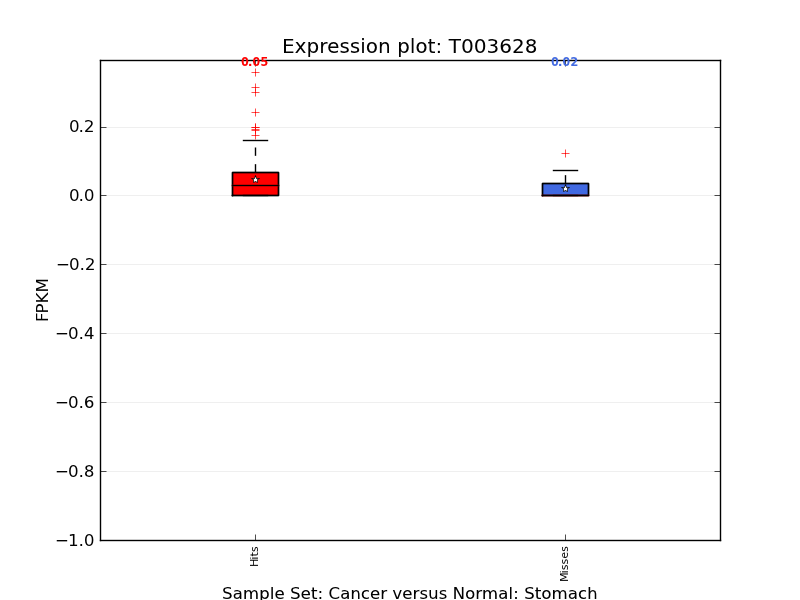 Expression plot: T003628
0.05
0.02
0.2
0.0
−0.2
−0.4
−0.6
−0.8
−1.0
FPKM
Hits
Misses
Sample Set: Cancer versus Normal: Stomach